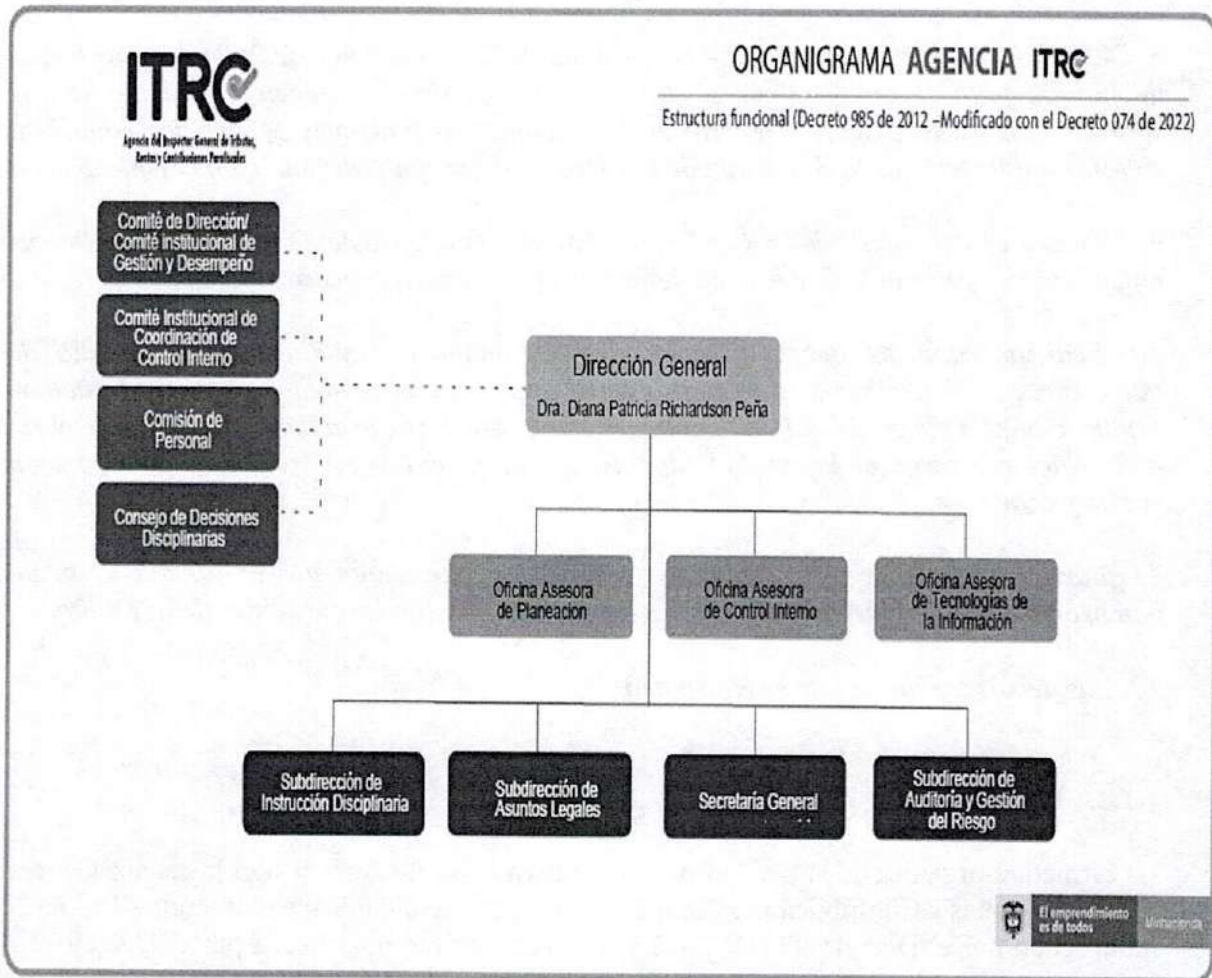 ITRC
Agencia del Inspector General de Tributos,
Rentas y Contribuciones Parafiscales
ORGANIGRAMA AGENCIA ITRC
Estructura funcional (Decreto 985 de 2012 –Modificado con el Decreto 074 de 2022)
Comité de Dirección/
Comité Institucional de
Gestión y Desempeño
Comité Institucional de
Coordinación de
Control Interno
Comisión de
Personal
Consejo de Decisiones
Disciplinarias
Dirección General
Dra. Diana Patricia Richardson Peña
Oficina Asesora
de Planeacion
Oficina Asesora
de Control Interno
Oficina Asesora
de Tecnologías de
la Información
Subdirección de
Instrucción Disciplinaria
Subdirección de
Asuntos Legales
Secretaría General
Subdirección de
Auditoría y Gestión
del Riesgo
El emprendimiento
es de todos
Minhacienda